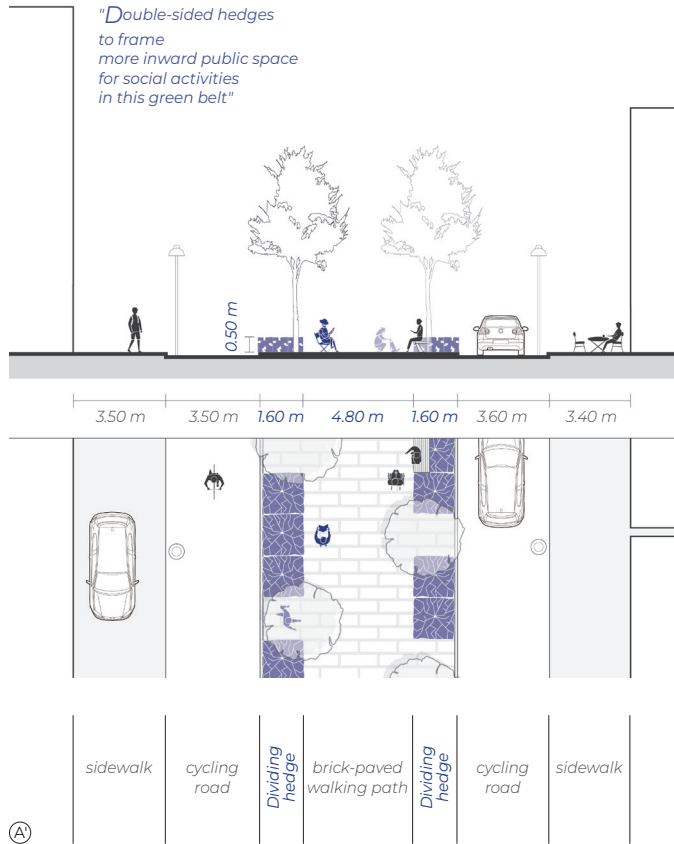 "Double-sided hedges
to frame
more inward public space
for social activities
in this green belt"
0.50 m
3.50 m
3.50 m
1.60 m
4.80 m
1.60 m
3.60 m
3.40 m
sidewalk
cycling
road
Dividing
hedge
brick-paved
walking path
Dividing
hedge
cycling
road
sidewalk
A'